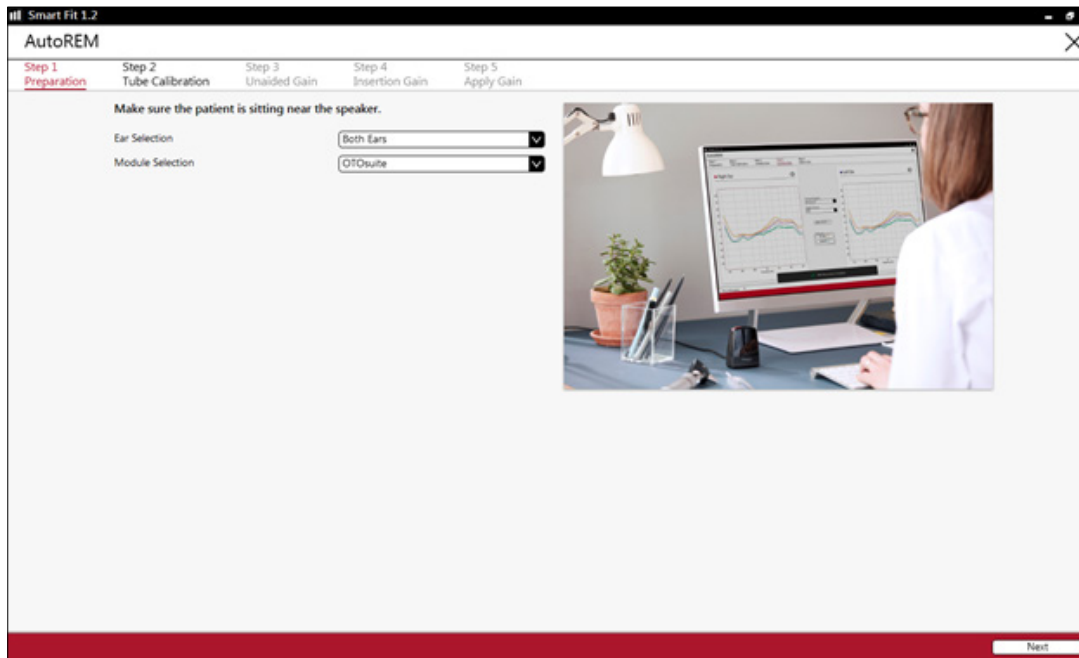 Smart Fit 1.2
AutoREM
Step 1
Preparation
Step 2
Tube Calibration
Step 3
Unaided Gain
Step 4
Insertion Gain
Step 5
Apply Gain
Make sure the patient is sitting near the speaker.
Ear Selection
Both Ears
Module Selection
OTOsuite
Next